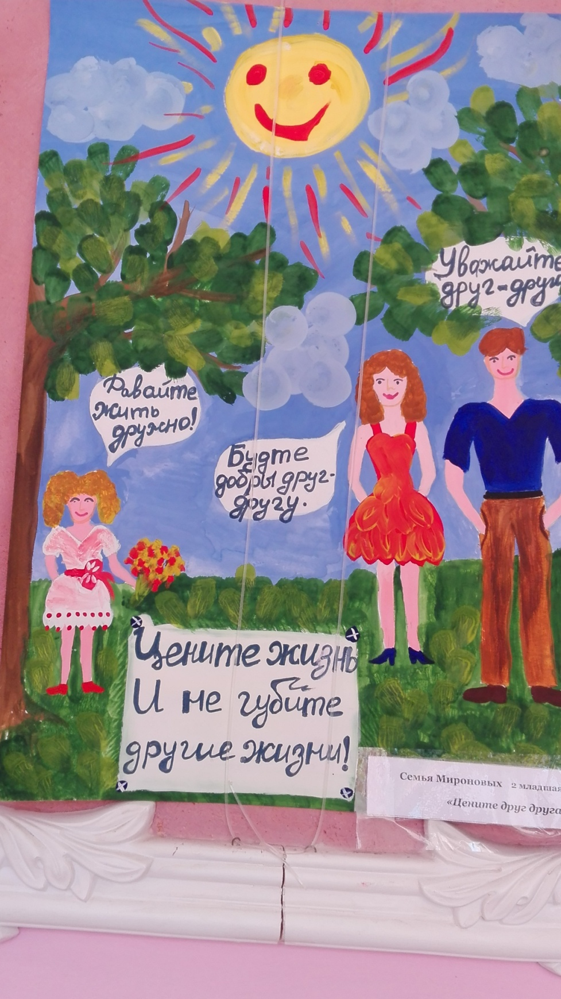 Уважайте
друг-друга
Давайте
жить
дружно!
Будте
добры друг-
другу.
Цените жизнь
И не губите
другие жизни!
Семья Мироновых 2 младшая
«Цените друг друга